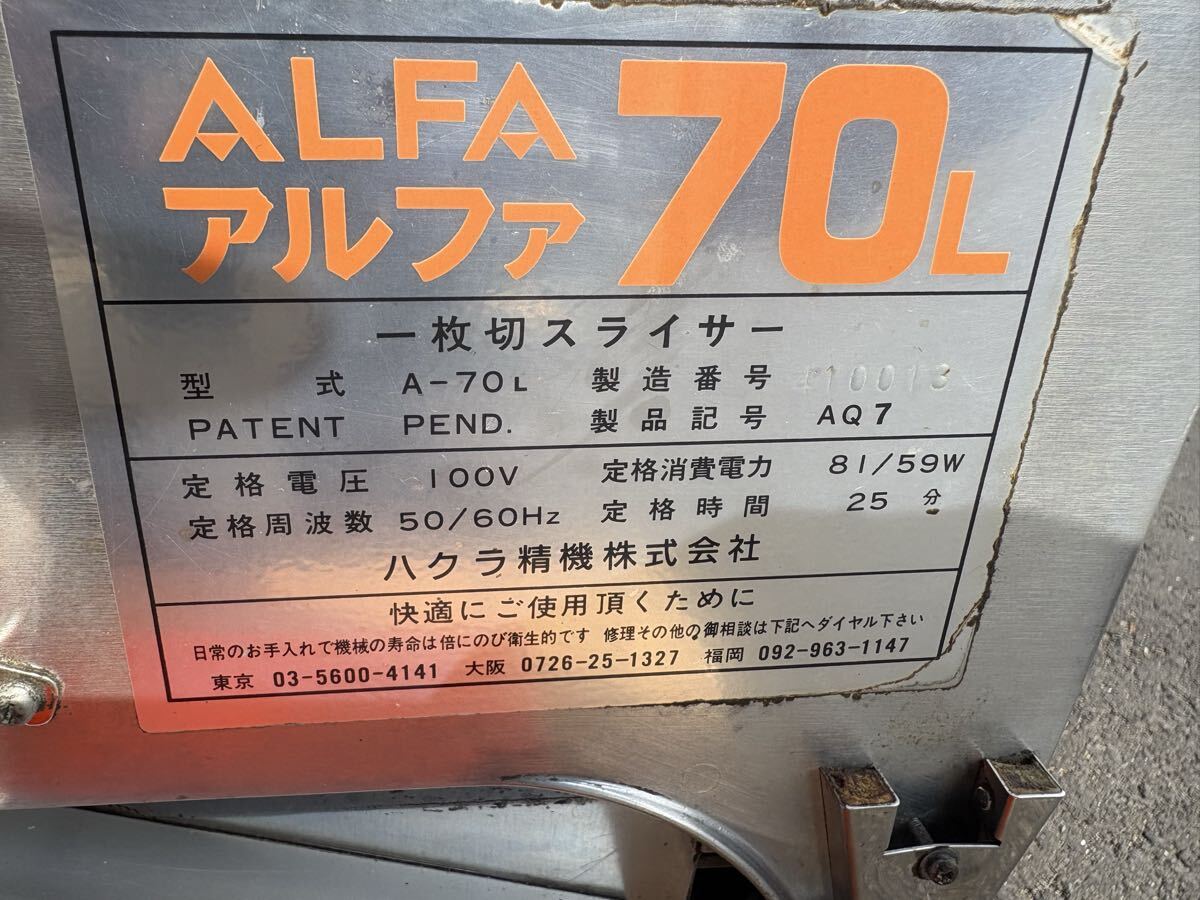 ALFA
アルファ 70L
一枚切スライサー
型式 A-70L 製造番号
PATENT PEND. 製品記号 AQ7
定格電圧 100V 定格消費電力 81/59W
定格周波数 50/60Hz 定格時間 25分
ハクラ精機株式会社
快適にご使用頂くために
日常のお手入れで機械の寿命は倍にのび衛生的です 修理その他の御相談は下記へダイヤル下さい
東京 03-5600-4141 大阪 0726-25-1327 福岡 092-963-1147